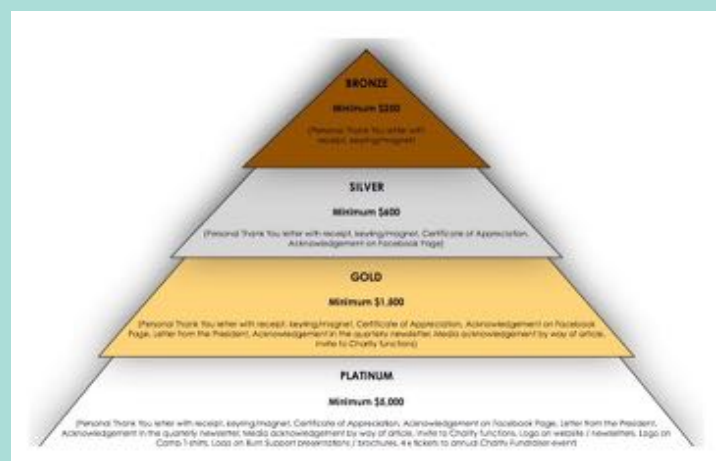 BRONZE
Minimum $250
(Personal Thank You letter with
receipt, keyring/magnet)
SILVER
Minimum $600
(Personal Thank You letter with receipt, keyring/magnet, Certificate of Appreciation,
Acknowledgement on Facebook Page)
GOLD
Minimum $1,500
(Personal Thank You letter with receipt, keyring/magnet, Certificate of Appreciation, Acknowledgement on Facebook
Page, Letter from the President, Acknowledgement in the quarterly newsletter, Media acknowledgement by way of article,
Invite to Charity functions)
PLATINUM
Minimum $5,000
(Personal Thank You letter with receipt, keyring/magnet, Certificate of Appreciation, Acknowledgement on Facebook Page, Letter from the President,
Acknowledgement in the quarterly newsletter, Media acknowledgement by way of article, Invite to Charity functions, Logo on website / newsletters, Logo on
Camp T-shirts, Logo on Burn Support presentations / brochures, 4x tickets to annual Charity Fundraiser event)